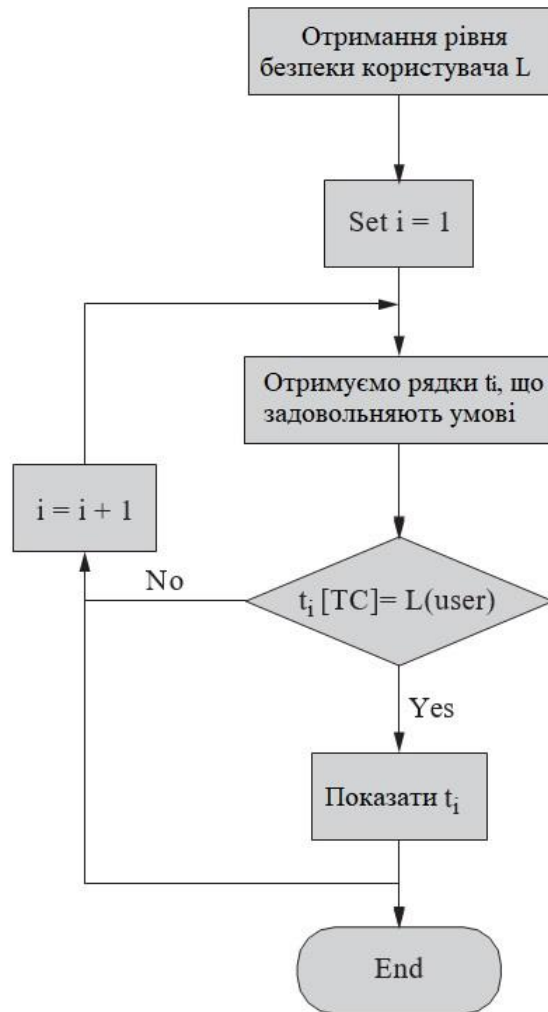 Отримання рівня
безпеки користувача L
Set i = 1
Отримуємо рядки ti, що
задовольняють умові
i = i + 1
No
ti [TC]= L(user)
Yes
Показати ti
End